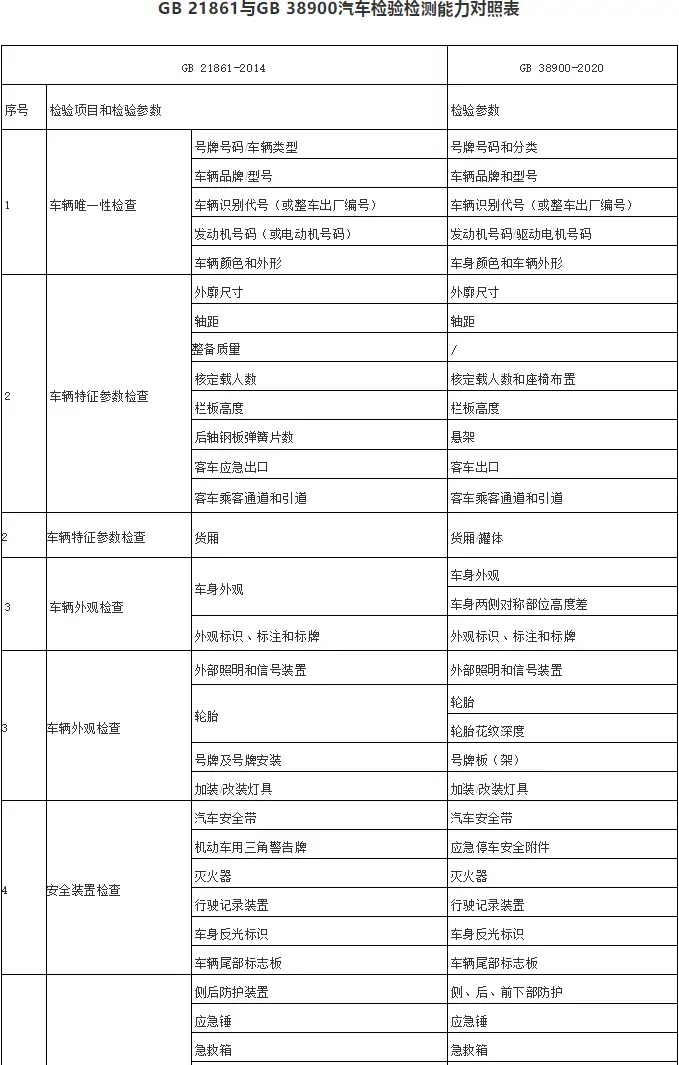 GB 21861与GB 38900汽车检验检测能力对照表
GB 21861-2014 GB 38900-2020
序号 检验项目和检验参数 检验参数
1 车辆唯一性检查 号牌号码/车辆类型 号牌号码和分类
车辆品牌/型号 车辆品牌和型号
车辆识别代号（或整车出厂编号） 车辆识别代号（或整车出厂编号）
发动机号码（或电动机号码） 发动机号码/驱动电机号码
车辆颜色和外形 车身颜色和车辆外形
2 车辆特征参数检查 外廓尺寸 外廓尺寸
轴距 轴距
整备质量 /
核定载人数 核定载人数和座椅布置
栏板高度 栏板高度
后轴钢板弹簧片数 悬架
客车应急出口 客车出口
客车乘客通道和引道 客车乘客通道和引道
2 车辆特征参数检查 货厢 货厢/罐体
3 车辆外观检查 车身外观 车身外观
车身两侧对称部位高度差
外观标识、标注和标牌 外观标识、标注和标牌
3 车辆外观检查 外部照明和信号装置 外部照明和信号装置
轮胎 轮胎
轮胎花纹深度
号牌及号牌安装 号牌板（架）
加装/改装灯具 加装/改装灯具
4 安全装置检查 汽车安全带 汽车安全带
机动车用三角警告牌 应急停车安全附件
灭火器 灭火器
行驶记录装置 行驶记录装置
车身反光标识 车身反光标识
车辆尾部标志板 车辆尾部标志板
侧后防护装置 侧、后、前下部防护
应急锤 应急锤
急救箱 急救箱